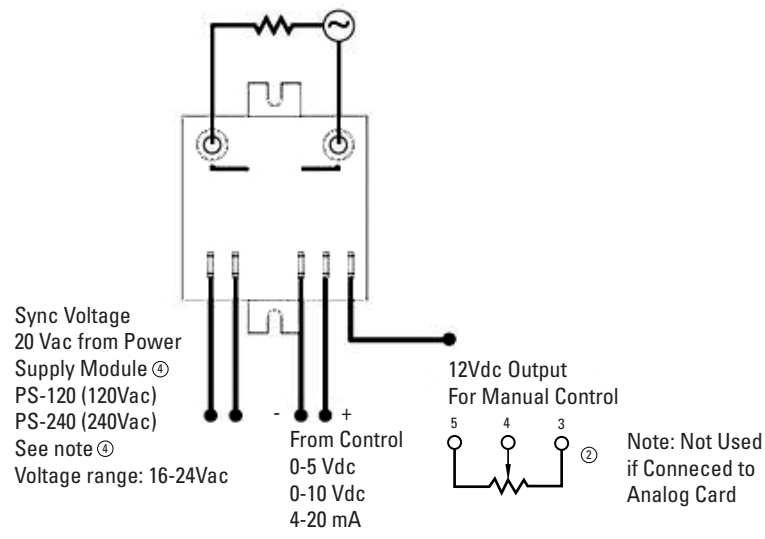 Sync Voltage
20 Vac from Power
Supply Module ④
PS-120 (120Vac)
PS-240 (240Vac)
See note ④
Voltage range: 16-24Vac
- +
From Control
0-5 Vdc
0-10 Vdc
4-20 mA
12Vdc Output
For Manual Control
5 4 3
②
Note: Not Used
if Conneced to
Analog Card